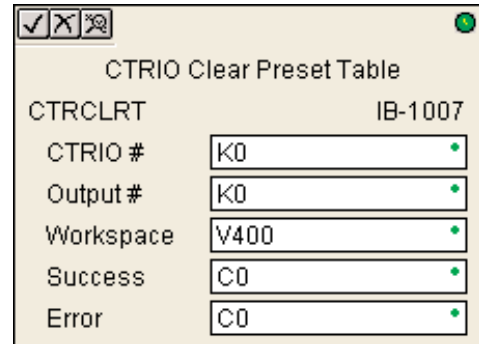 CTRIO Clear Preset Table
CTRCLRT IB-1007
CTRIO # K0
Output # K0
Workspace V400
Success C0
Error C0